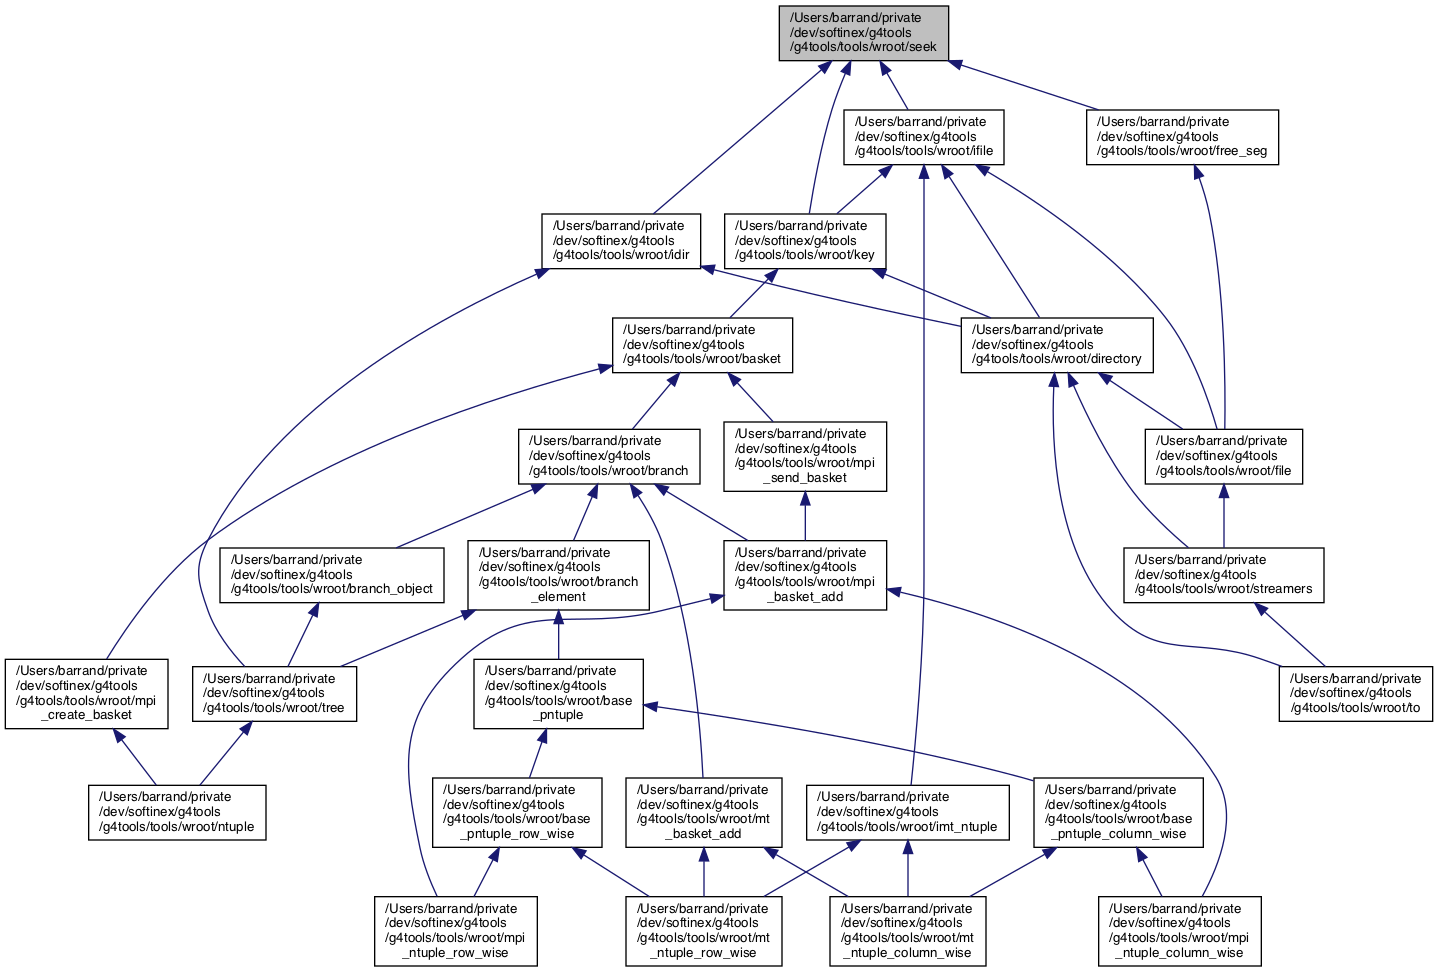 /Users/barrand/private
/dev/softinex/g4tools
/g4tools/tools/wroot/seek
/Users/barrand/private
/dev/softinex/g4tools
/g4tools/tools/wroot/ifile
/Users/barrand/private
/dev/softinex/g4tools
/g4tools/tools/wroot/free_seg
/Users/barrand/private
/dev/softinex/g4tools
/g4tools/tools/wroot/idir
/Users/barrand/private
/dev/softinex/g4tools
/g4tools/tools/wroot/key
/Users/barrand/private
/dev/softinex/g4tools
/g4tools/tools/wroot/basket
/Users/barrand/private
/dev/softinex/g4tools
/g4tools/tools/wroot/directory
/Users/barrand/private
/dev/softinex/g4tools
/g4tools/tools/wroot/branch
/Users/barrand/private
/dev/softinex/g4tools
/g4tools/tools/wroot/mpi
_send_basket
/Users/barrand/private
/dev/softinex/g4tools
/g4tools/tools/wroot/file
/Users/barrand/private
/dev/softinex/g4tools
/g4tools/tools/wroot/branch_object
/Users/barrand/private
/dev/softinex/g4tools
/g4tools/tools/wroot/branch
_element
/Users/barrand/private
/dev/softinex/g4tools
/g4tools/tools/wroot/mpi
_basket_add
/Users/barrand/private
/dev/softinex/g4tools
/g4tools/tools/wroot/streamers
/Users/barrand/private
/dev/softinex/g4tools
/g4tools/tools/wroot/mpi
_create_basket
/Users/barrand/private
/dev/softinex/g4tools
/g4tools/tools/wroot/tree
/Users/barrand/private
/dev/softinex/g4tools
/g4tools/tools/wroot/base
_pntuple
/Users/barrand/private
/dev/softinex/g4tools
/g4tools/tools/wroot/to
/Users/barrand/private
/dev/softinex/g4tools
/g4tools/tools/wroot/ntuple
/Users/barrand/private
/dev/softinex/g4tools
/g4tools/tools/wroot/base
_pntuple_row_wise
/Users/barrand/private
/dev/softinex/g4tools
/g4tools/tools/wroot/mt
_basket_add
/Users/barrand/private
/dev/softinex/g4tools
/g4tools/tools/wroot/imt_ntuple
/Users/barrand/private
/dev/softinex/g4tools
/g4tools/tools/wroot/base
_pntuple_column_wise
/Users/barrand/private
/dev/softinex/g4tools
/g4tools/tools/wroot/mpi
_ntuple_row_wise
/Users/barrand/private
/dev/softinex/g4tools
/g4tools/tools/wroot/mt
_ntuple_row_wise
/Users/barrand/private
/dev/softinex/g4tools
/g4tools/tools/wroot/mt
_ntuple_column_wise
/Users/barrand/private
/dev/softinex/g4tools
/g4tools/tools/wroot/mpi
_ntuple_column_wise